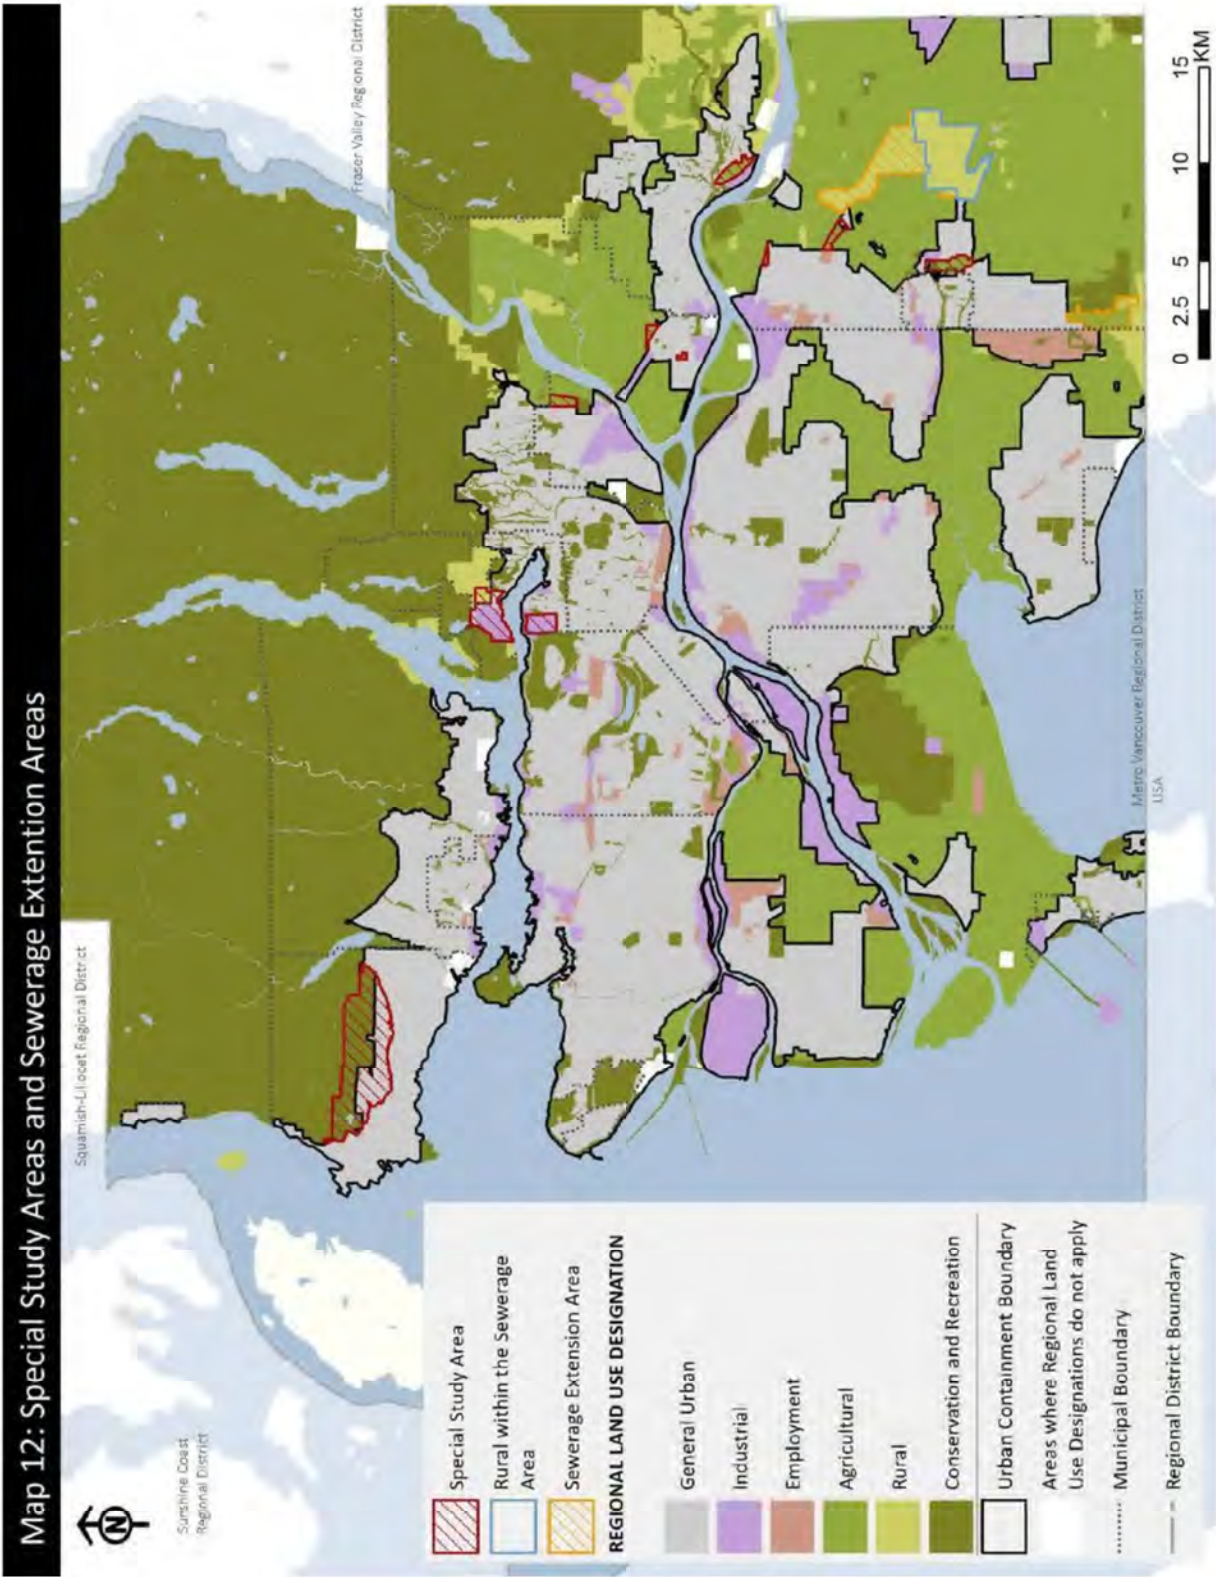 Map 12: Special Study Areas and Sewerage Extention Areas
N
Sunshine Coast
Regional District
Squamish-Lillooet Regional District
Fraser Valley Regional District
Metro Vancouver Regional District
USA
Special Study Area
Rural within the Sewerage
Area
Sewerage Extension Area
REGIONAL LAND USE DESIGNATION
General Urban
Industrial
Employment
Agricultural
Rural
Conservation and Recreation
Urban Containment Boundary
Areas where Regional Land
Use Designations do not apply
Municipal Boundary
Regional District Boundary
0 2.5 5 10 15
KM